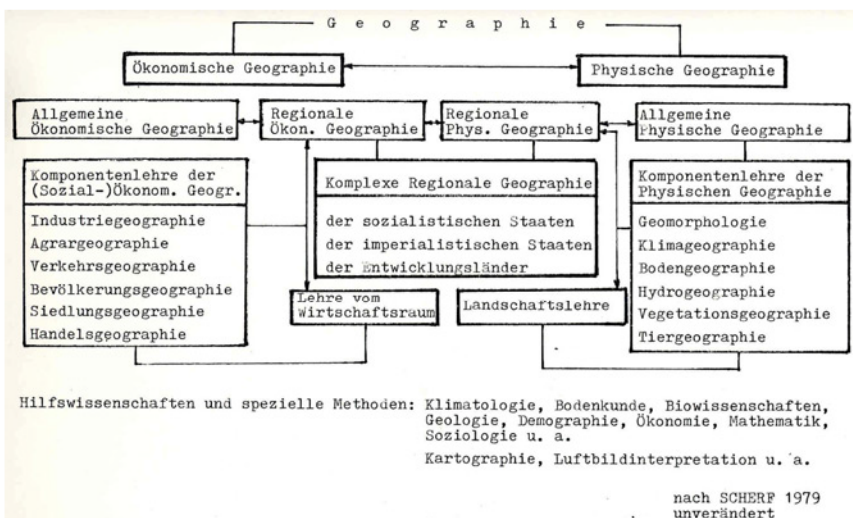 G e o g r a p h i e
Ökonomische Geographie
Physische Geographie
Allgemeine
Ökonomische Geographie
Regionale
Ökon. Geographie
Regionale
Phys. Geographie
Allgemeine
Physische Geographie
Komponentenlehre der
(Sozial-)Ökonom. Geogr.
Industriegeographie
Agrargeographie
Verkehrsgeographie
Bevölkerungsgeographie
Siedlungsgeographie
Handelsgeographie
Komplexe Regionale Geographie
der sozialistischen Staaten
der imperialistischen Staaten
der Entwicklungsländer
Lehre vom
Wirtschaftsraum
Landschaftslehre
Komponentenlehre der
Physischen Geographie
Geomorphologie
Klimageographie
Bodengeographie
Hydrogeographie
Vegetationsgeographie
Tiergeographie
Hilfswissenschaften und spezielle Methoden: Klimatologie, Bodenkunde, Biowissenschaften,
Geologie, Demographie, Ökonomie, Mathematik,
Soziologie u. a.
Kartographie, Luftbildinterpretation u. a.
nach SCHERF 1979
unverändert